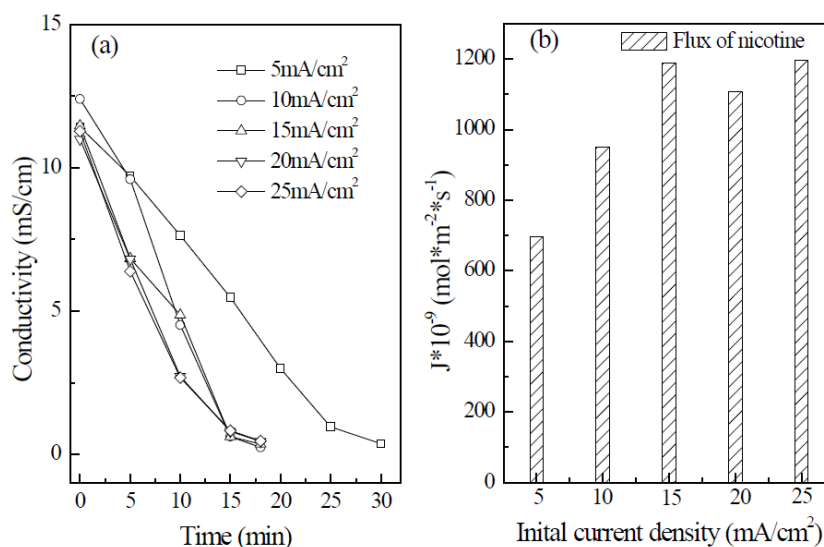 (a)
15
10
5
0
Conductivity (mS/cm)
5mA/cm²
10mA/cm²
15mA/cm²
20mA/cm²
25mA/cm²
0 5 10 15 20 25 30
Time (min)
(b)
Flux of nicotine
1200
1000
800
600
400
200
0
J*10⁻⁹ (mol*m⁻²*s⁻¹)
5 10 15 20 25
Inital current density (mA/cm²)